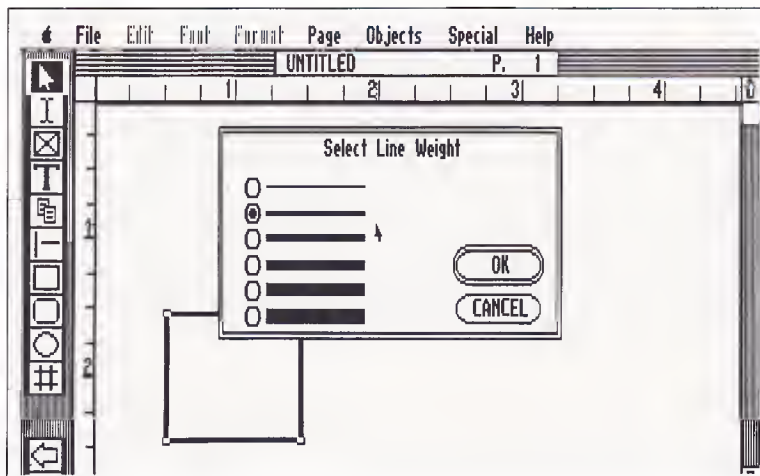 File Edit Font Format Page Objects Special Help
UNTITLED P. 1
1 2 3 4
Select Line Weight
1
OK
CANCEL
2
T